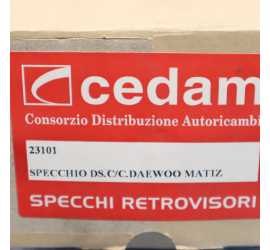 cedam
Consorzio Distribuzione Autoricambi
23101
SPECCHIO DS.C/C.DAEWOO MATIZ
SPECCHI RETROVISORI